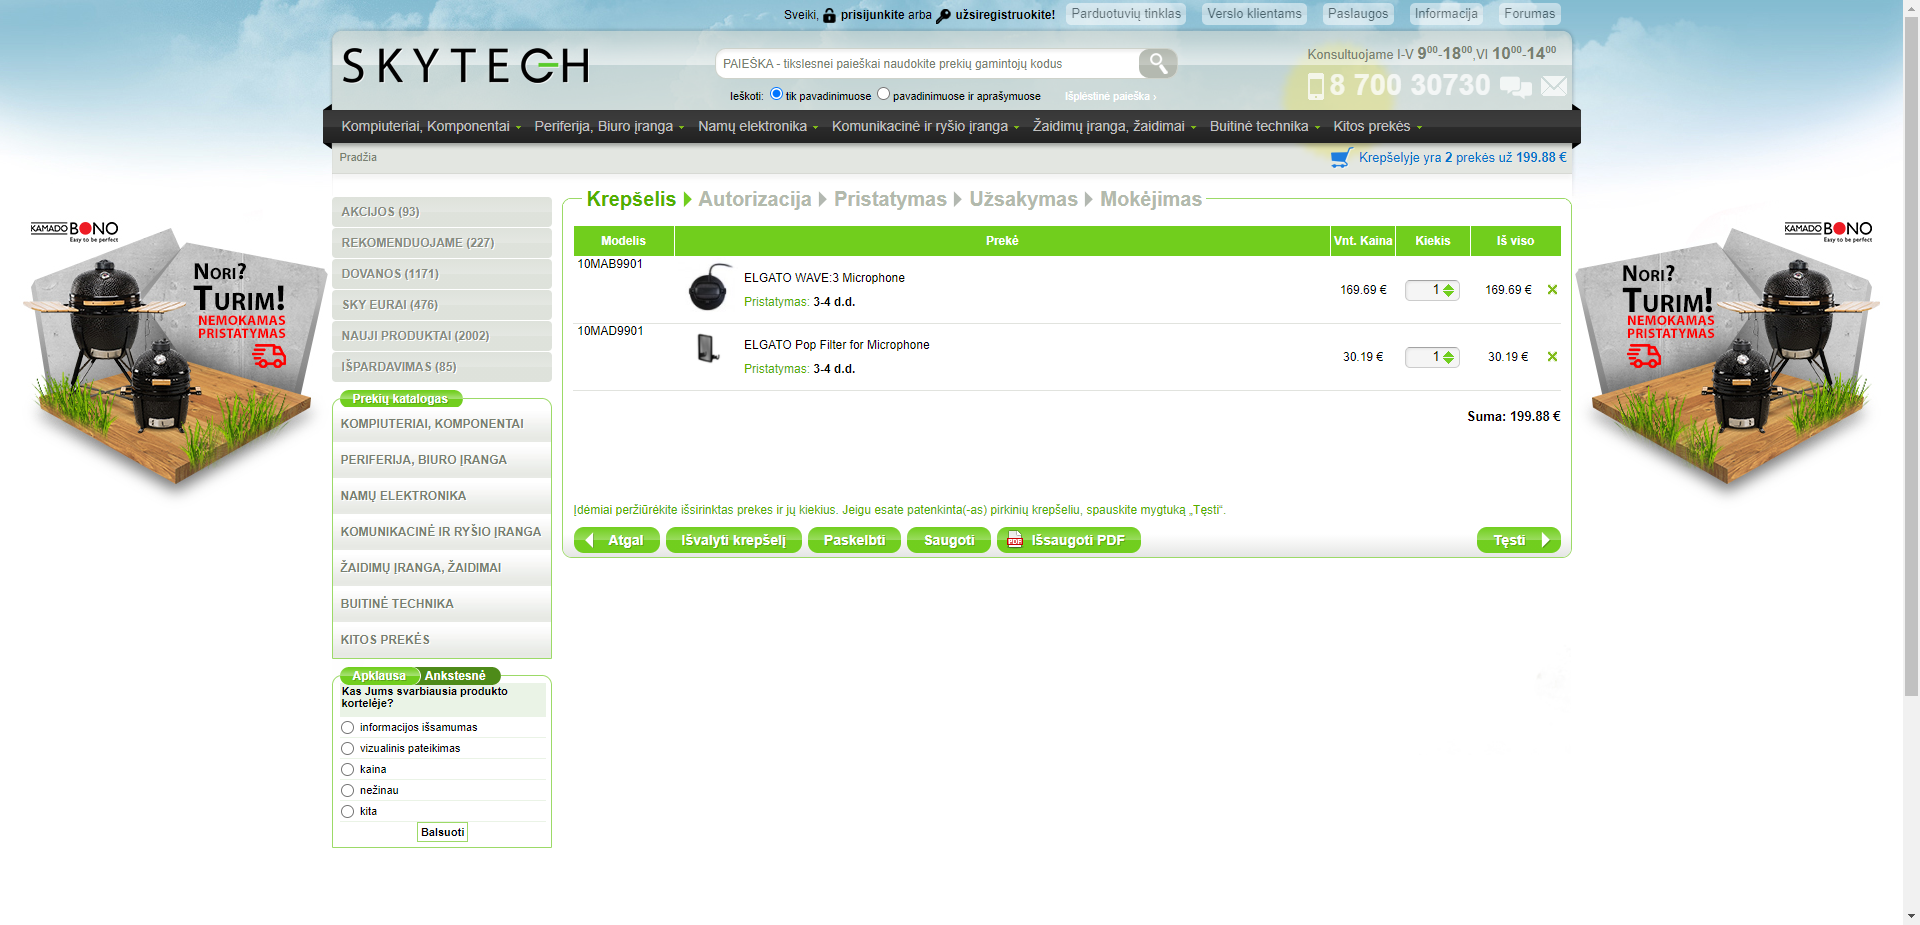 Sveiki, prisijunkite arba užsiregistruokite!
Parduotuvių tinklas
Verslo klientams
Paslaugos
Informacija
Forumas
SKYTECH
PAIEŠKA - tikslesnei paieškai naudokite prekių gamintojų kodus
Ieškoti: tik pavadinimuose pavadinimuose ir aprašymuose
Išplėstinė paieška ›
Konsultuojame I-V 9⁰⁰-18⁰⁰,VI 10⁰⁰-14⁰⁰
8 700 30730
Kompiuteriai, Komponentai
Periferija, Biuro įranga
Namų elektronika
Komunikacinė ir ryšio įranga
Žaidimų įranga, žaidimai
Buitinė technika
Kitos prekės
Pradžia
Krepšelyje yra 2 prekės už 199.88 €
KAMADO BONO
Easy to be perfect
Nori?
Turim!
NEMOKAMAS
PRISTATYMAS
AKCIJOS (93)
REKOMENDUOJAME (227)
DOVANOS (1171)
SKY EURAI (476)
NAUJI PRODUKTAI (2002)
IŠPARDAVIMAS (85)
Prekių katalogas
KOMPIUTERIAI, KOMPONENTAI
PERIFERIJA, BIURO ĮRANGA
NAMŲ ELEKTRONIKA
KOMUNIKACINĖ IR RYŠIO ĮRANGA
ŽAIDIMŲ ĮRANGA, ŽAIDIMAI
BUITINĖ TECHNIKA
KITOS PREKĖS
Apklausa
Ankstesnė
Kas Jums svarbiausia produkto
kortelėje?
informacijos išsamumas
vizualinis pateikimas
kaina
nežinau
kita
Balsuoti
Krepšelis Autorizacija Pristatymas Užsakymas Mokėjimas
Modelis Prekė Vnt. Kaina Kiekis Iš viso
10MAB9901
ELGATO WAVE:3 Microphone
Pristatymas: 3-4 d.d.
169.69 € 1 169.69 €
10MAD9901
ELGATO Pop Filter for Microphone
Pristatymas: 3-4 d.d.
30.19 € 1 30.19 €
Suma: 199.88 €
Įdėmiai peržiūrėkite išsirinktas prekes ir jų kiekius. Jeigu esate patenkinta(-as) pirkinių krepšeliu, spauskite mygtuką „Tęsti“.
Atgal
Išvalyti krepšelį
Paskelbti
Saugoti
PDF
Išsaugoti PDF
Tęsti
KAMADO BONO
Easy to be perfect
Nori?
Turim!
NEMOKAMAS
PRISTATYMAS